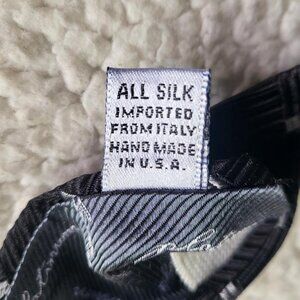 ALL SILK
IMPORTED
FROM ITALY
HAND MADE
IN U.S.A.